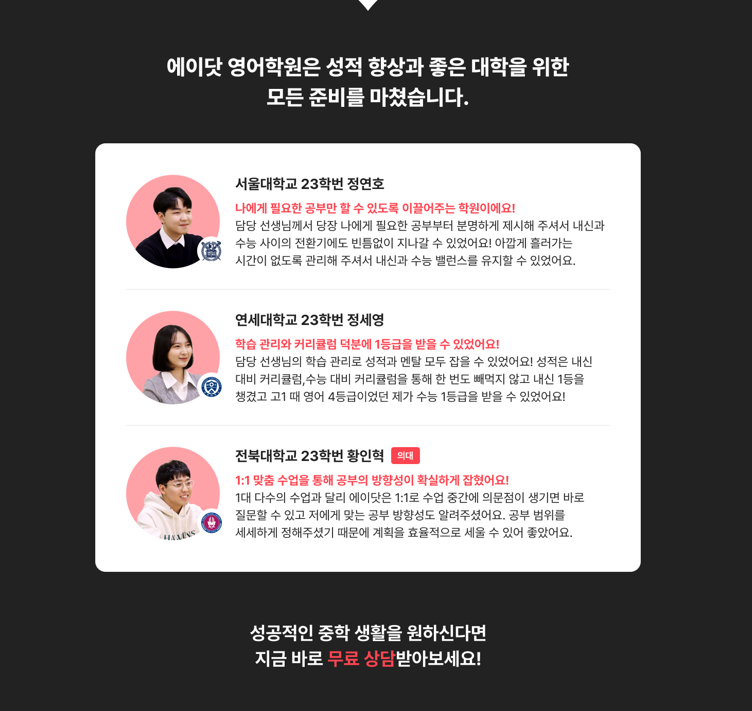 에이닷 영어학원은 성적 향상과 좋은 대학을 위한
모든 준비를 마쳤습니다.
서울대학교 23학번 정연호
나에게 필요한 공부만 할 수 있도록 이끌어주는 학원이에요!
담당 선생님께서 당장 나에게 필요한 공부부터 분명하게 제시해 주셔서 내신과
수능 사이의 전환기에도 빈틈없이 지나갈 수 있었어요! 아깝게 흘러가는
시간이 없도록 관리해 주셔서 내신과 수능 밸런스를 유지할 수 있었어요.
연세대학교 23학번 정세영
학습 관리와 커리큘럼 덕분에 1등급을 받을 수 있었어요!
담당 선생님의 학습 관리로 성적과 멘탈 모두 잡을 수 있었어요! 성적은 내신
대비 커리큘럼,수능 대비 커리큘럼을 통해 한 번도 빼먹지 않고 내신 1등을
챙겼고 고1 때 영어 4등급이었던 제가 수능 1등급을 받을 수 있었어요!
전북대학교 23학번 황인혁 의대
1:1 맞춤 수업을 통해 공부의 방향성이 확실하게 잡혔어요!
1대 다수의 수업과 달리 에이닷은 1:1로 수업 중간에 의문점이 생기면 바로
질문할 수 있고 저에게 맞는 공부 방향성도 알려주셨어요. 공부 범위를
세세하게 정해주셨기 때문에 계획을 효율적으로 세울 수 있어 좋았어요.
성공적인 중학 생활을 원하신다면
지금 바로 무료 상담받아보세요!